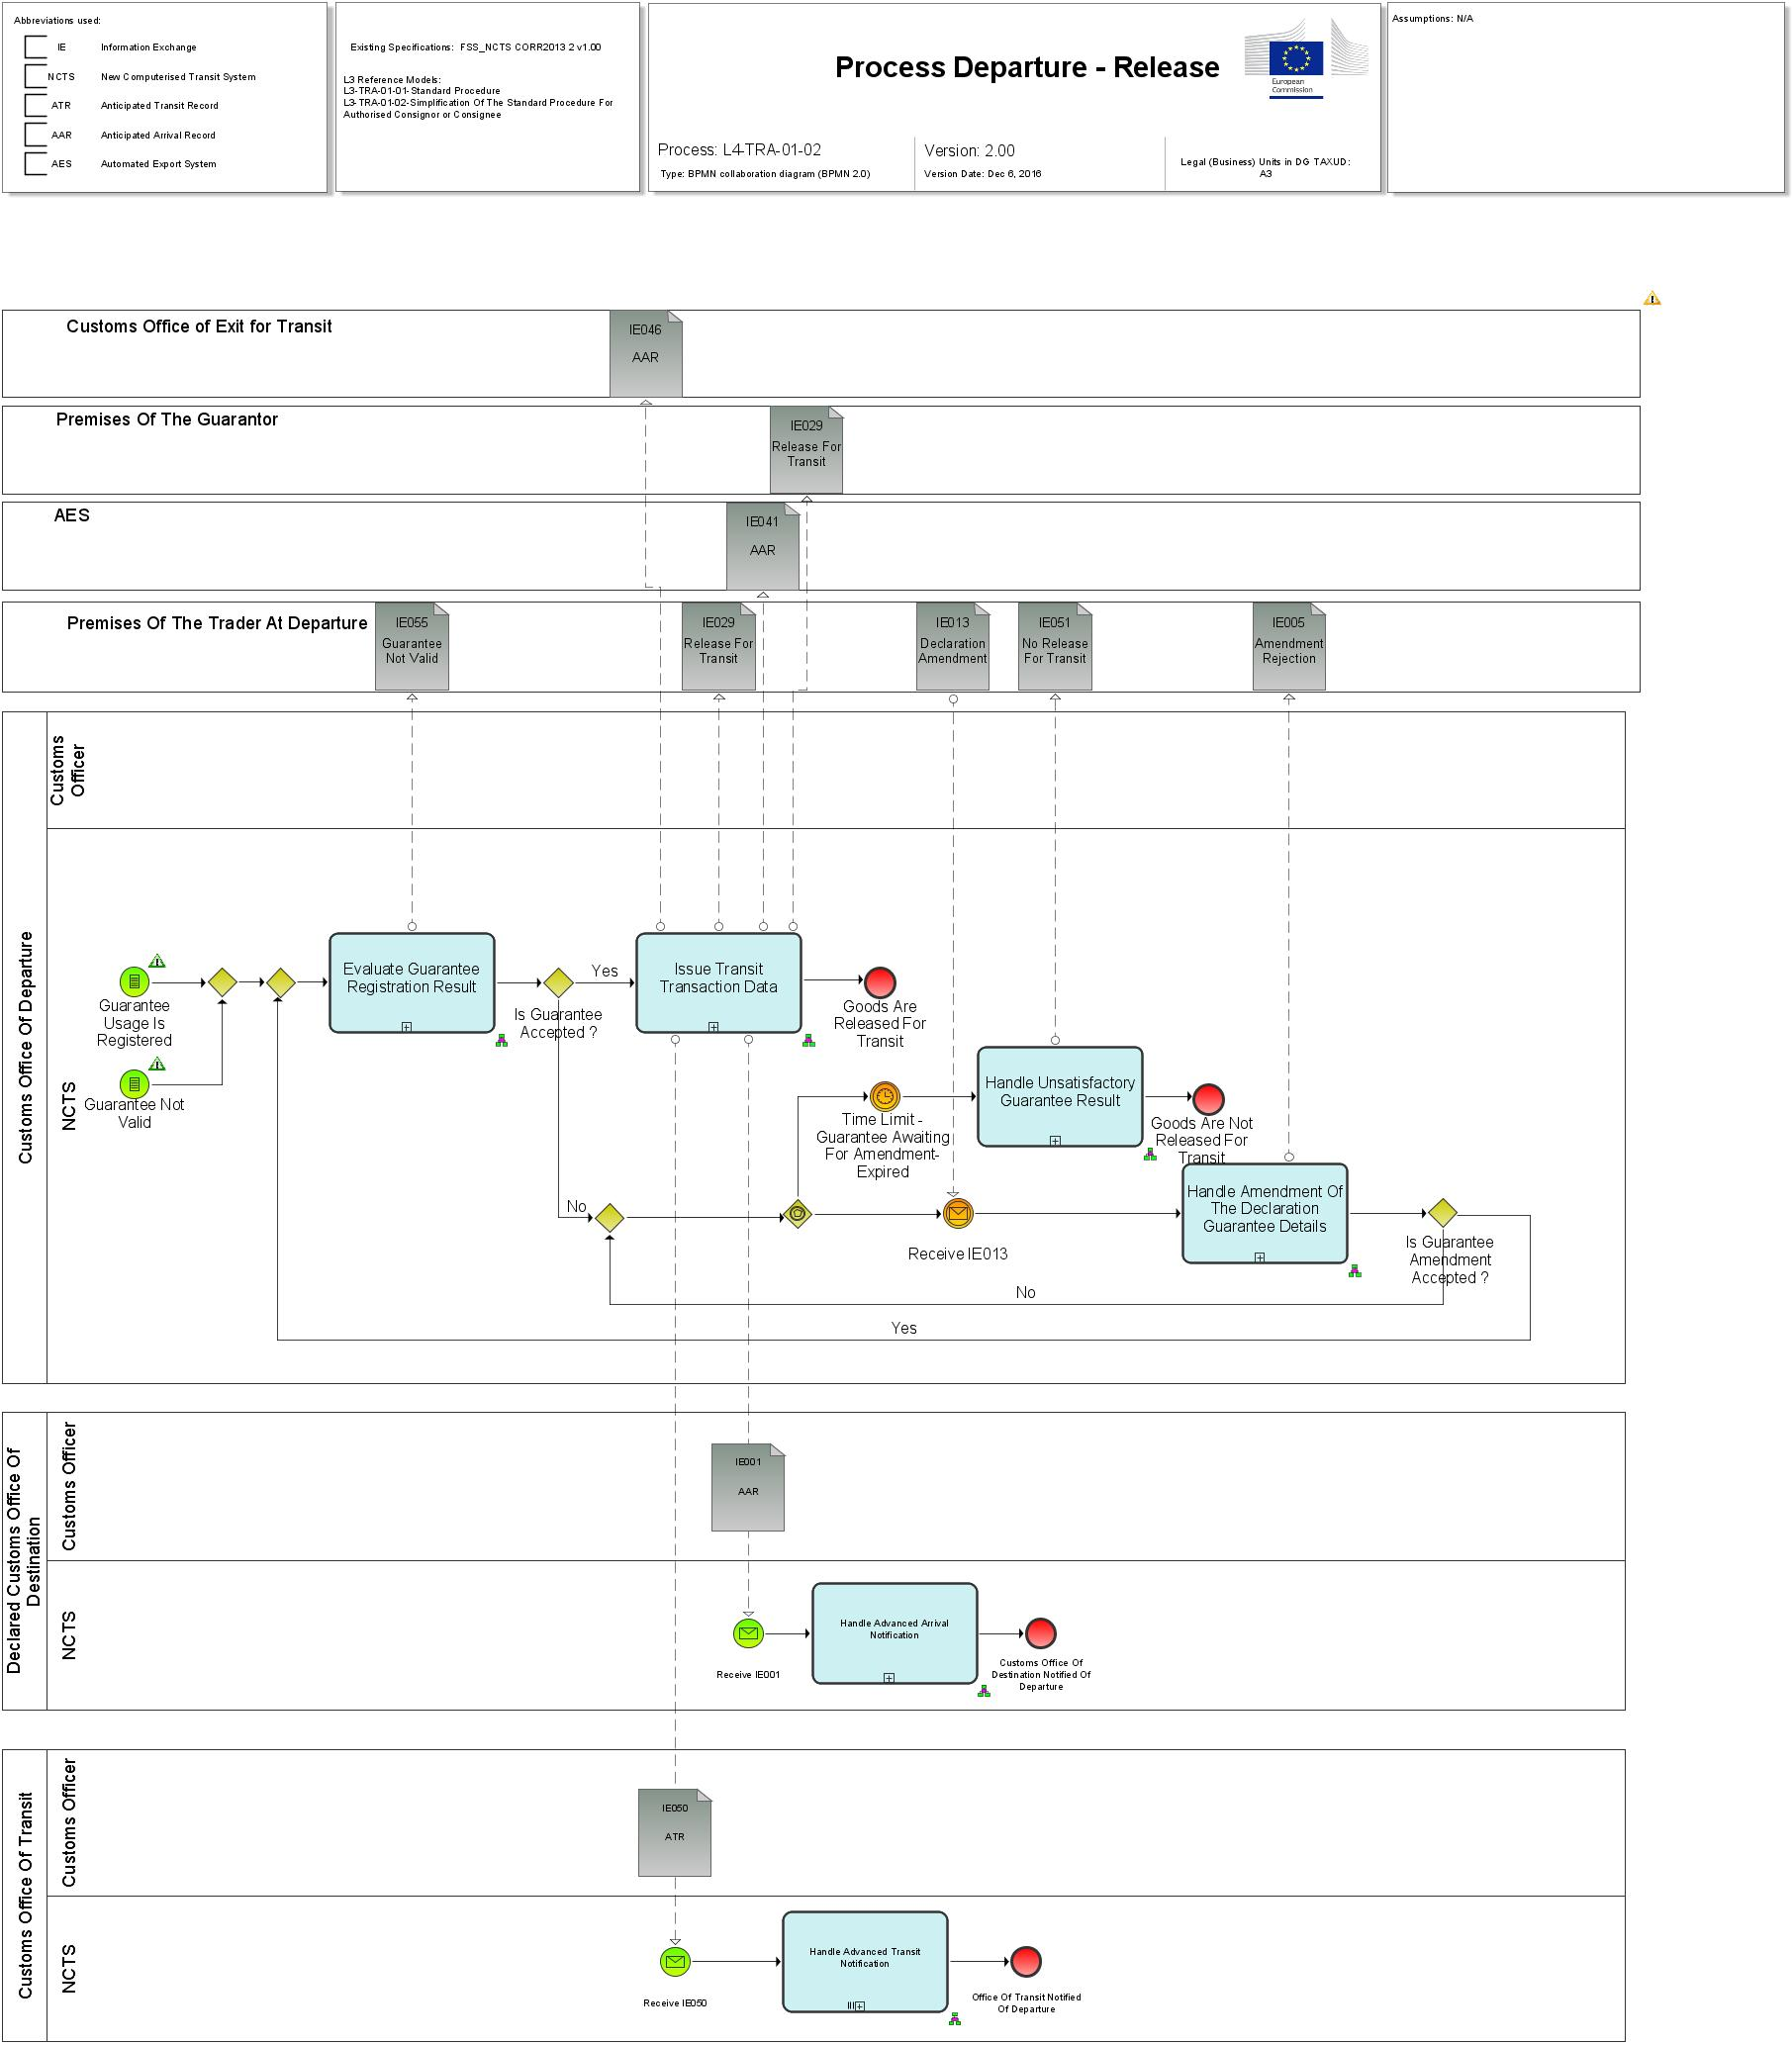 Abbreviations used:
IE Information Exchange
NCTS New Computerised Transit System
ATR Anticipated Transit Record
AAR Anticipated Arrival Record
AES Automated Export System
Existing Specifications: FSS_NCTS CORR2013 2 v1.00
L3 Reference Models:
L3-TRA-01-01-Standard Procedure
L3-TRA-01-02-Simplification Of The Standard Procedure For
Authorised Consignor or Consignee
Process Departure - Release
European
Commission
Process: L4-TRA-01-02
Type: BPMN collaboration diagram (BPMN 2.0)
Version: 2.00
Version Date: Dec 6, 2016
Legal (Business) Units in DG TAXUD:
A3
Assumptions: N/A
Customs Office of Exit for Transit
IE046
AAR
Premises Of The Guarantor
IE029
Release For
Transit
AES
IE041
AAR
Premises Of The Trader At Departure
IE055
Guarantee
Not Valid
IE029
Release For
Transit
IE013
Declaration
Amendment
IE051
No Release
For Transit
IE005
Amendment
Rejection
Customs Office Of Departure
Customs
Officer
NCTS
Guarantee
Usage Is
Registered
Guarantee Not
Valid
Evaluate Guarantee
Registration Result
Is Guarantee
Accepted ?
Yes
Issue Transit
Transaction Data
Goods Are
Released For
Transit
Handle Unsatisfactory
Guarantee Result
Goods Are Not
Released For
Transit
Time Limit -
Guarantee Awaiting
For Amendment-
Expired
No
Receive IE013
Handle Amendment Of
The Declaration
Guarantee Details
Is Guarantee
Amendment
Accepted ?
No
Yes
Declared Customs Office Of
Destination
Customs Officer
IE001
AAR
NCTS
Receive IE001
Handle Advanced Arrival
Notification
Customs Office Of
Destination Notified Of
Departure
Customs Office Of Transit
Customs Officer
IE050
ATR
NCTS
Receive IE050
Handle Advanced Transit
Notification
Office Of Transit Notified
Of Departure